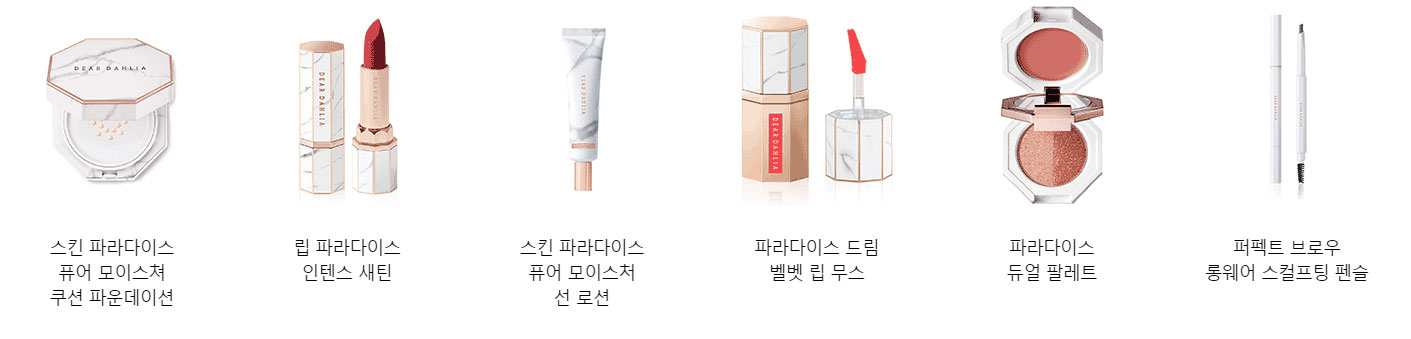 DEAR DAHLIA
DEAR DAHLIA
DEAR DAHLIA
DEAR DAHLIA
스킨 파라다이스
퓨어 모이스쳐
쿠션 파운데이션
립 파라다이스
인텐스 새틴
스킨 파라다이스
퓨어 모이스처
선 로션
파라다이스 드림
벨벳 립 무스
파라다이스
듀얼 팔레트
퍼펙트 브로우
롱웨어 스컬프팅 펜슬